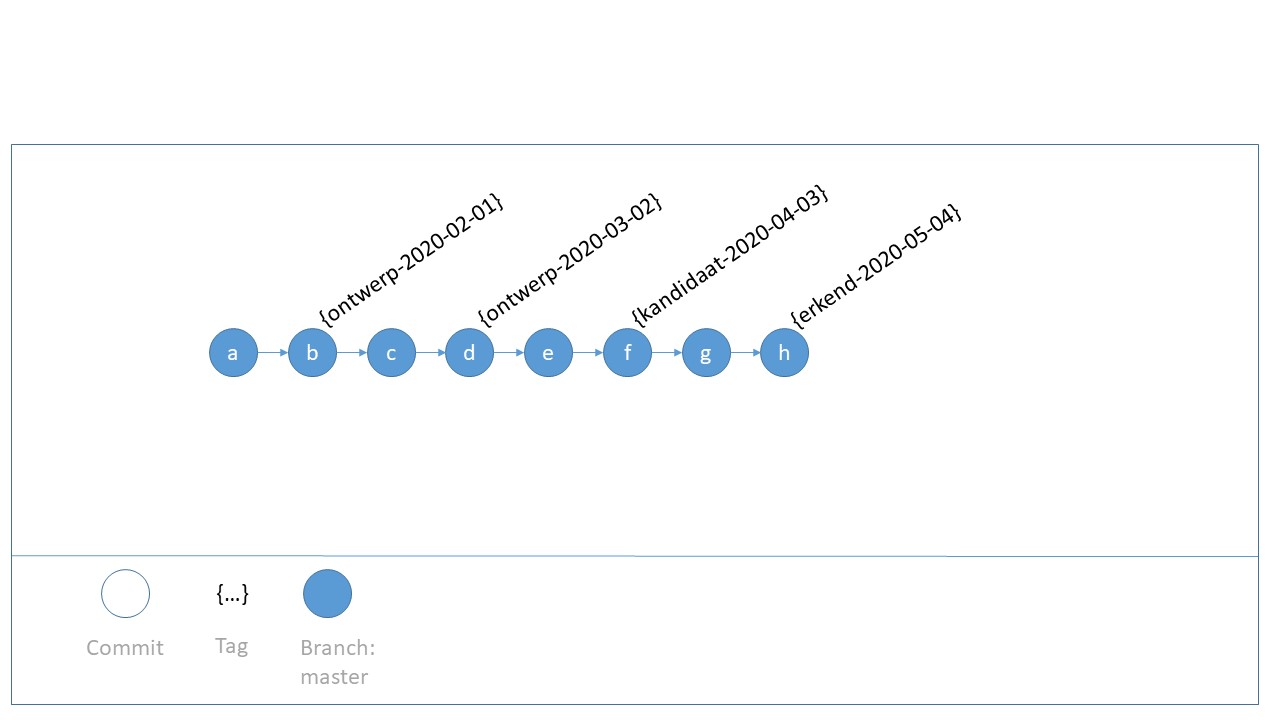 {ontwerp-2020-02-01}
{ontwerp-2020-03-02}
{kandidaat-2020-04-03}
{erkend-2020-05-04}
a
b
c
d
e
f
g
h
{...}
Commit
Tag
Branch:
master